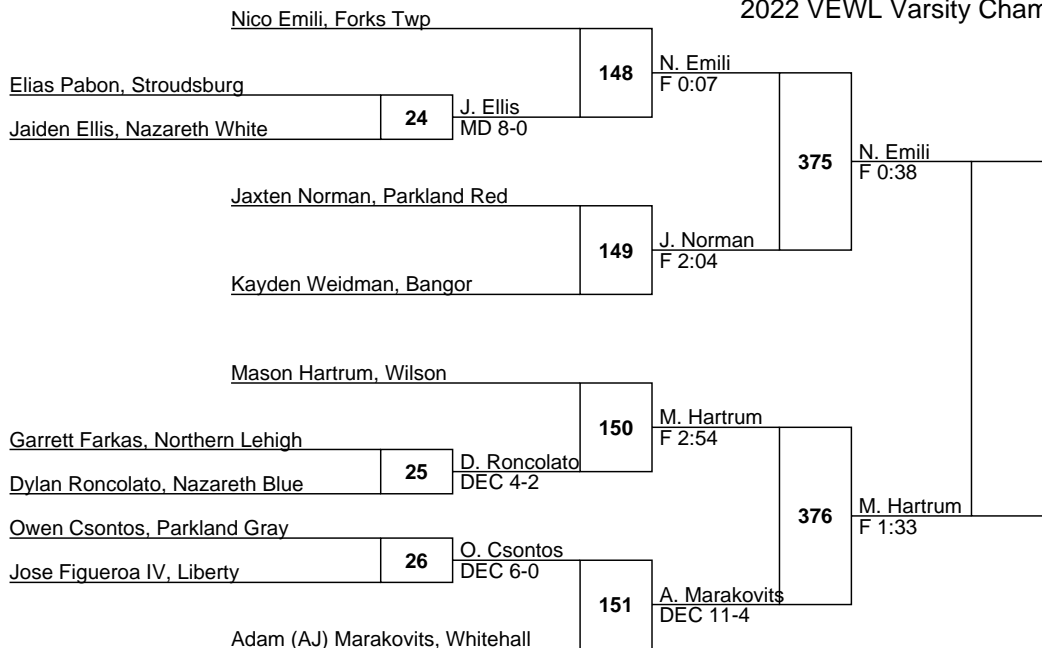 2022 VEWL Varsity Cham
Nico Emili, Forks Twp
148
N. Emili
F 0:07
Elias Pabon, Stroudsburg
24
J. Ellis
MD 8-0
Jaiden Ellis, Nazareth White
375
N. Emili
F 0:38
Jaxten Norman, Parkland Red
149
J. Norman
F 2:04
Kayden Weidman, Bangor
Mason Hartrum, Wilson
150
M. Hartrum
F 2:54
Garrett Farkas, Northern Lehigh
25
D. Roncolato
DEC 4-2
Dylan Roncolato, Nazareth Blue
376
M. Hartrum
F 1:33
Owen Csontos, Parkland Gray
26
O. Csontos
DEC 6-0
Jose Figueroa IV, Liberty
151
A. Marakovits
DEC 11-4
Adam (AJ) Marakovits, Whitehall